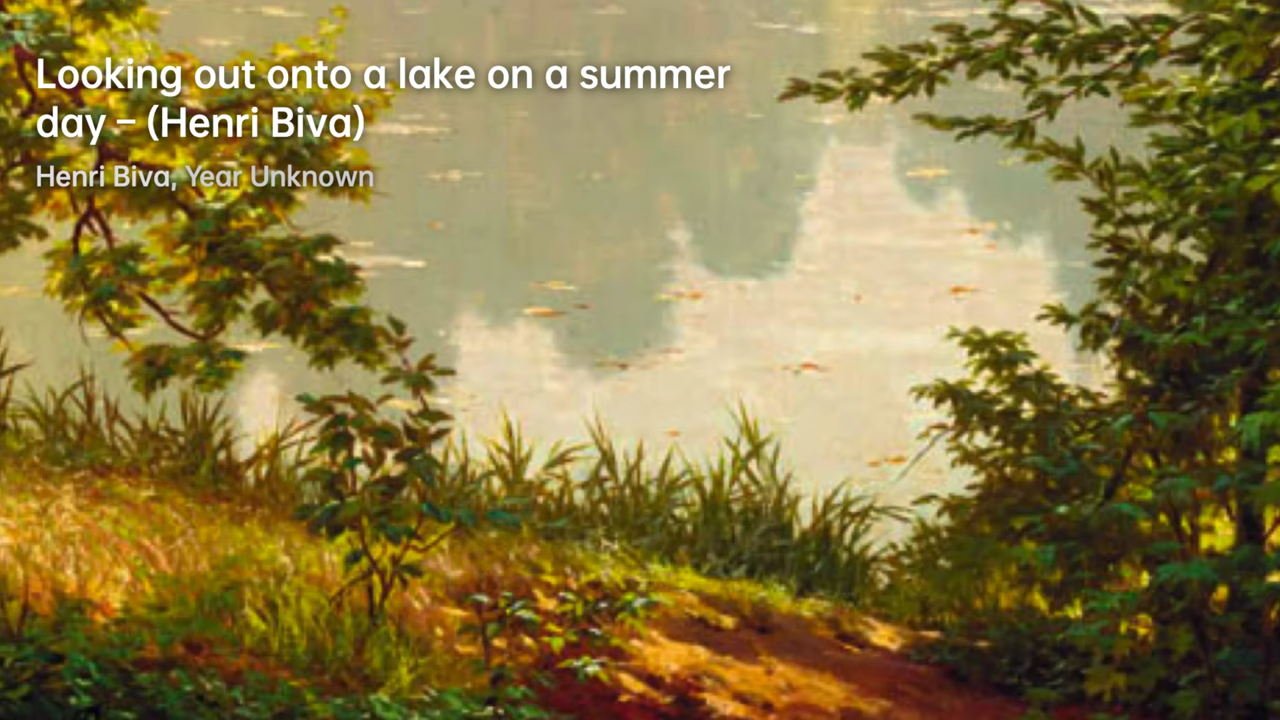 Looking out onto a lake on a summer
day – (Henri Biva)
Henri Biva, Year Unknown